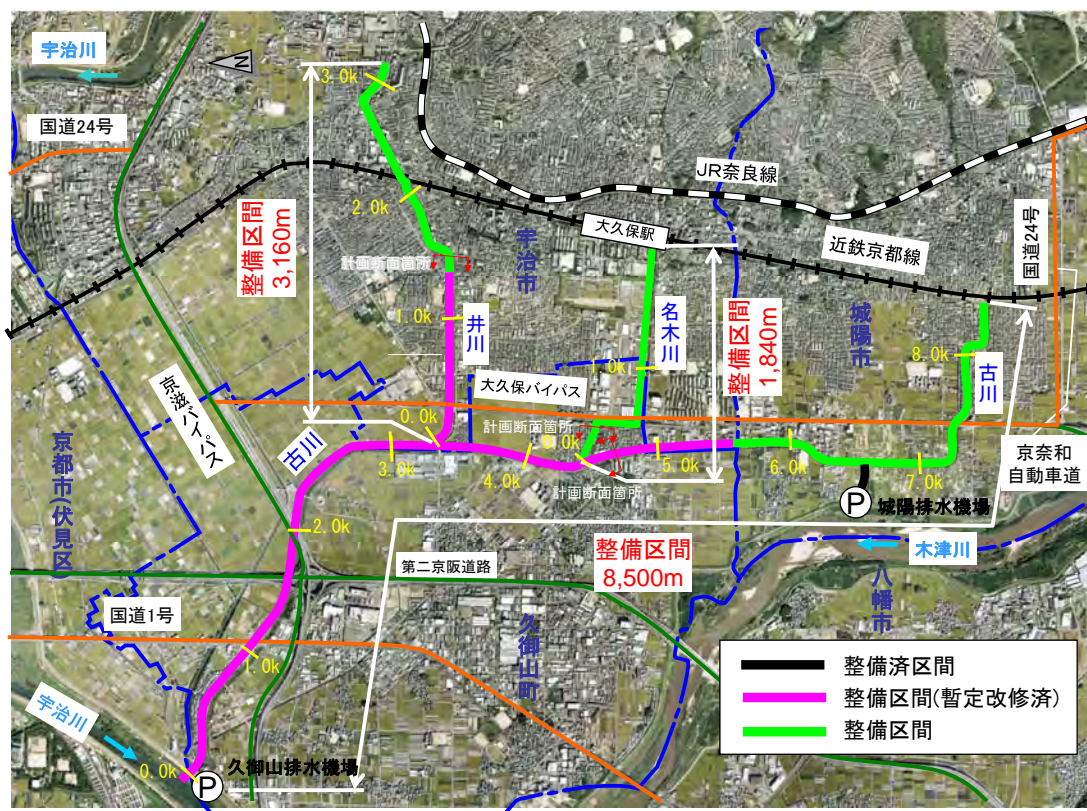 宇治川
N
国道24号
3.0k
JR奈良線
2.0k
大久保駅
近鉄京都線
国道24号
整備区間
3,160m
宇治市
計画断面箇所
1.0k
井川
名木川
整備区間
1,840m
城陽市
8.0k
古川
1.0k
大久保バイパス
京滋バイパス
0.0k
計画断面箇所
0.0k
古川
3.0k
4.0k
5.0k
6.0k
7.0k
京奈和
自動車道
計画断面箇所
P
城陽排水機場
京都市(伏見区)
2.0k
整備区間
8,500m
木津川
第二京阪道路
八幡市
国道1号
久御山町
1.0k
宇治川
0.0k
P
久御山排水機場
整備済区間
整備区間(暫定改修済)
整備区間